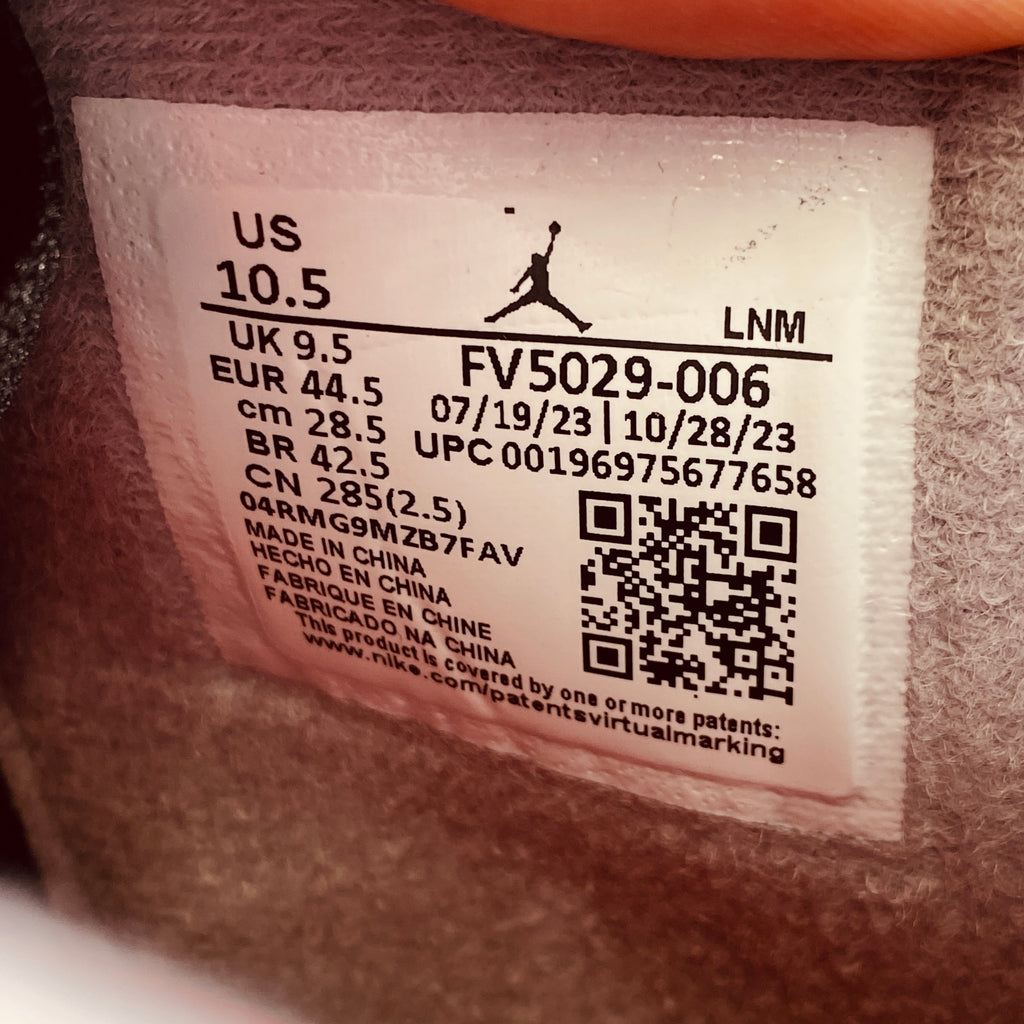 US
10.5
LNM
UK 9.5
EUR 44.5
cm 28.5
BR 42.5
CN 285(2.5)
04RMG9MZB7FAV
MADE IN CHINA
HECHO EN CHINA
FABRIQUE EN CHINE
FABRICADO NA CHINA
FV5029-006
07/19/23 | 10/28/23
UPC 00196975677658
This product is covered by one or more patents:
www.nike.com/patentsvirtualmarking